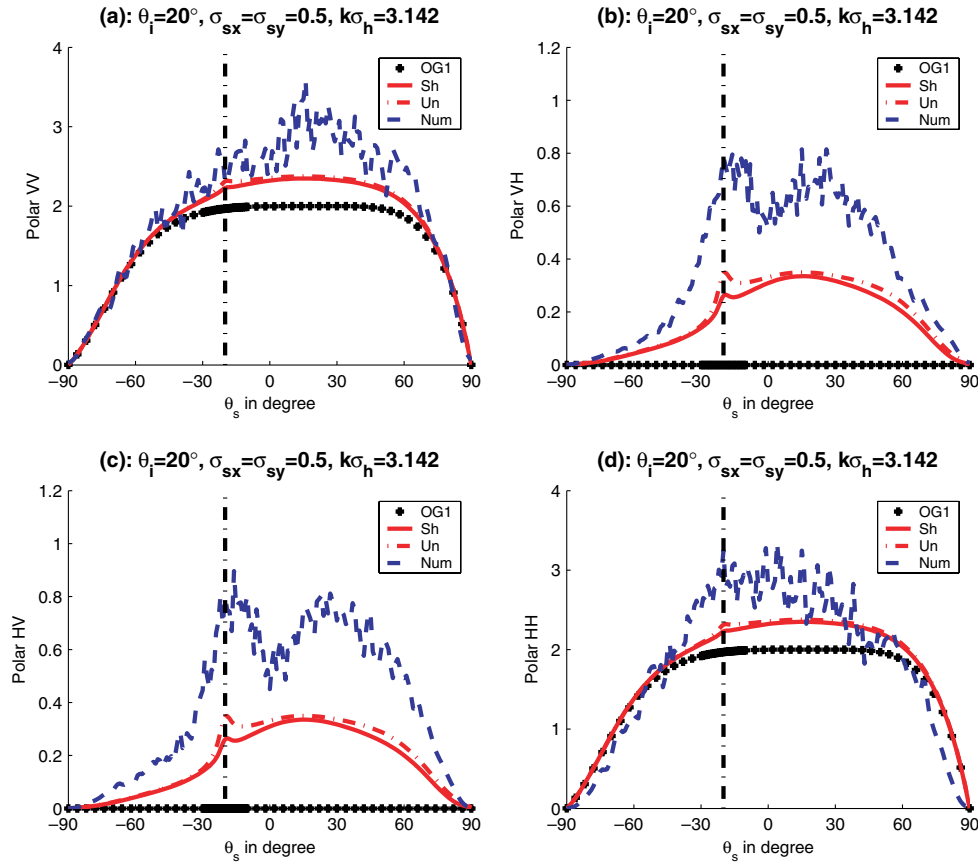 (a): θi=20°, σsx=σsy=0.5, kσh=3.142
4
3
2
1
0
Polar VV
OG1
Sh
Un
Num
−90 −60 −30 0 30 60 90
θs in degree
(b): θi=20°, σsx=σsy=0.5, kσh=3.142
1.2
1
0.8
0.6
0.4
0.2
0
Polar VH
OG1
Sh
Un
Num
−90 −60 −30 0 30 60 90
θs in degree
(c): θi=20°, σsx=σsy=0.5, kσh=3.142
1.2
1
0.8
0.6
0.4
0.2
0
Polar HV
OG1
Sh
Un
Num
−90 −60 −30 0 30 60 90
θs in degree
(d): θi=20°, σsx=σsy=0.5, kσh=3.142
4
3
2
1
0
Polar HH
OG1
Sh
Un
Num
−90 −60 −30 0 30 60 90
θs in degree